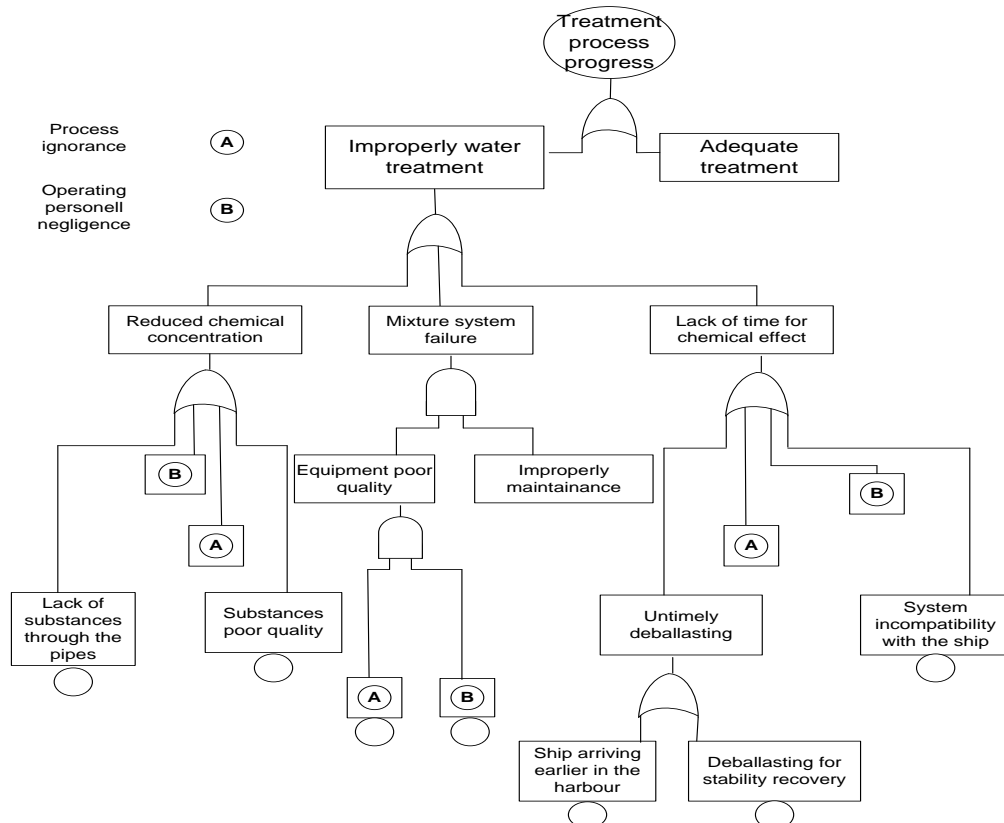 Treatment
process
progress
Process
ignorance
A
Improperly water
treatment
Adequate
treatment
Operating
personell
negligence
B
Reduced chemical
concentration
Mixture system
failure
Lack of time for
chemical effect
B
A
Equipment poor
quality
Improperly
maintainance
A
B
Lack of
substances
through the
pipes
Substances
poor quality
A
B
Untimely
deballasting
System
incompatibility
with the ship
Ship arriving
earlier in the
harbour
Deballasting for
stability recovery